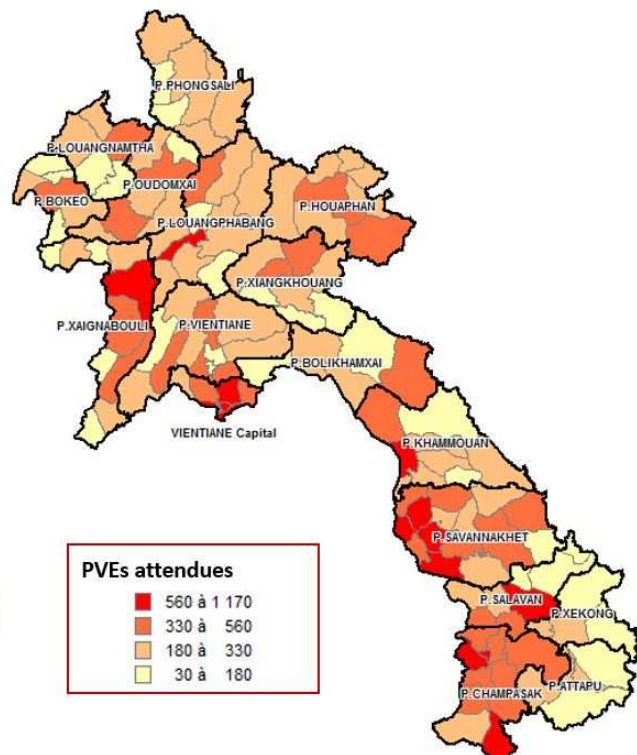 P.PHONGSALI
P.LOUANGNAMTHA
P.OUDOMXAI
P.BOKEO
P.HOUAPHAN
P.LOUANGPHABANG
P.XIANGKHOUANG
P.XAIGNABOULI
P.VIENTIANE
P.BOLIKHAMXAI
VIENTIANE Capital
P.KHAMMOUAN
P.SAVANNAKHET
P.SALAVAN
P.XEKONG
P.CHAMPASAK
P.ATTAPU
PVEs attendues
560 à 1 170
330 à 560
180 à 330
30 à 180